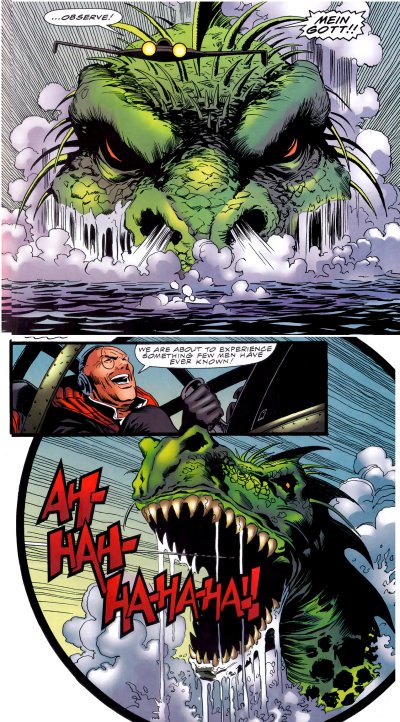 ...OBSERVE!
MEIN
GOTT!!
WE ARE ABOUT TO EXPERIENCE
SOMETHING FEW MEN HAVE
EVER KNOWN!
AH-
HAH-
HA-HA-HA!!